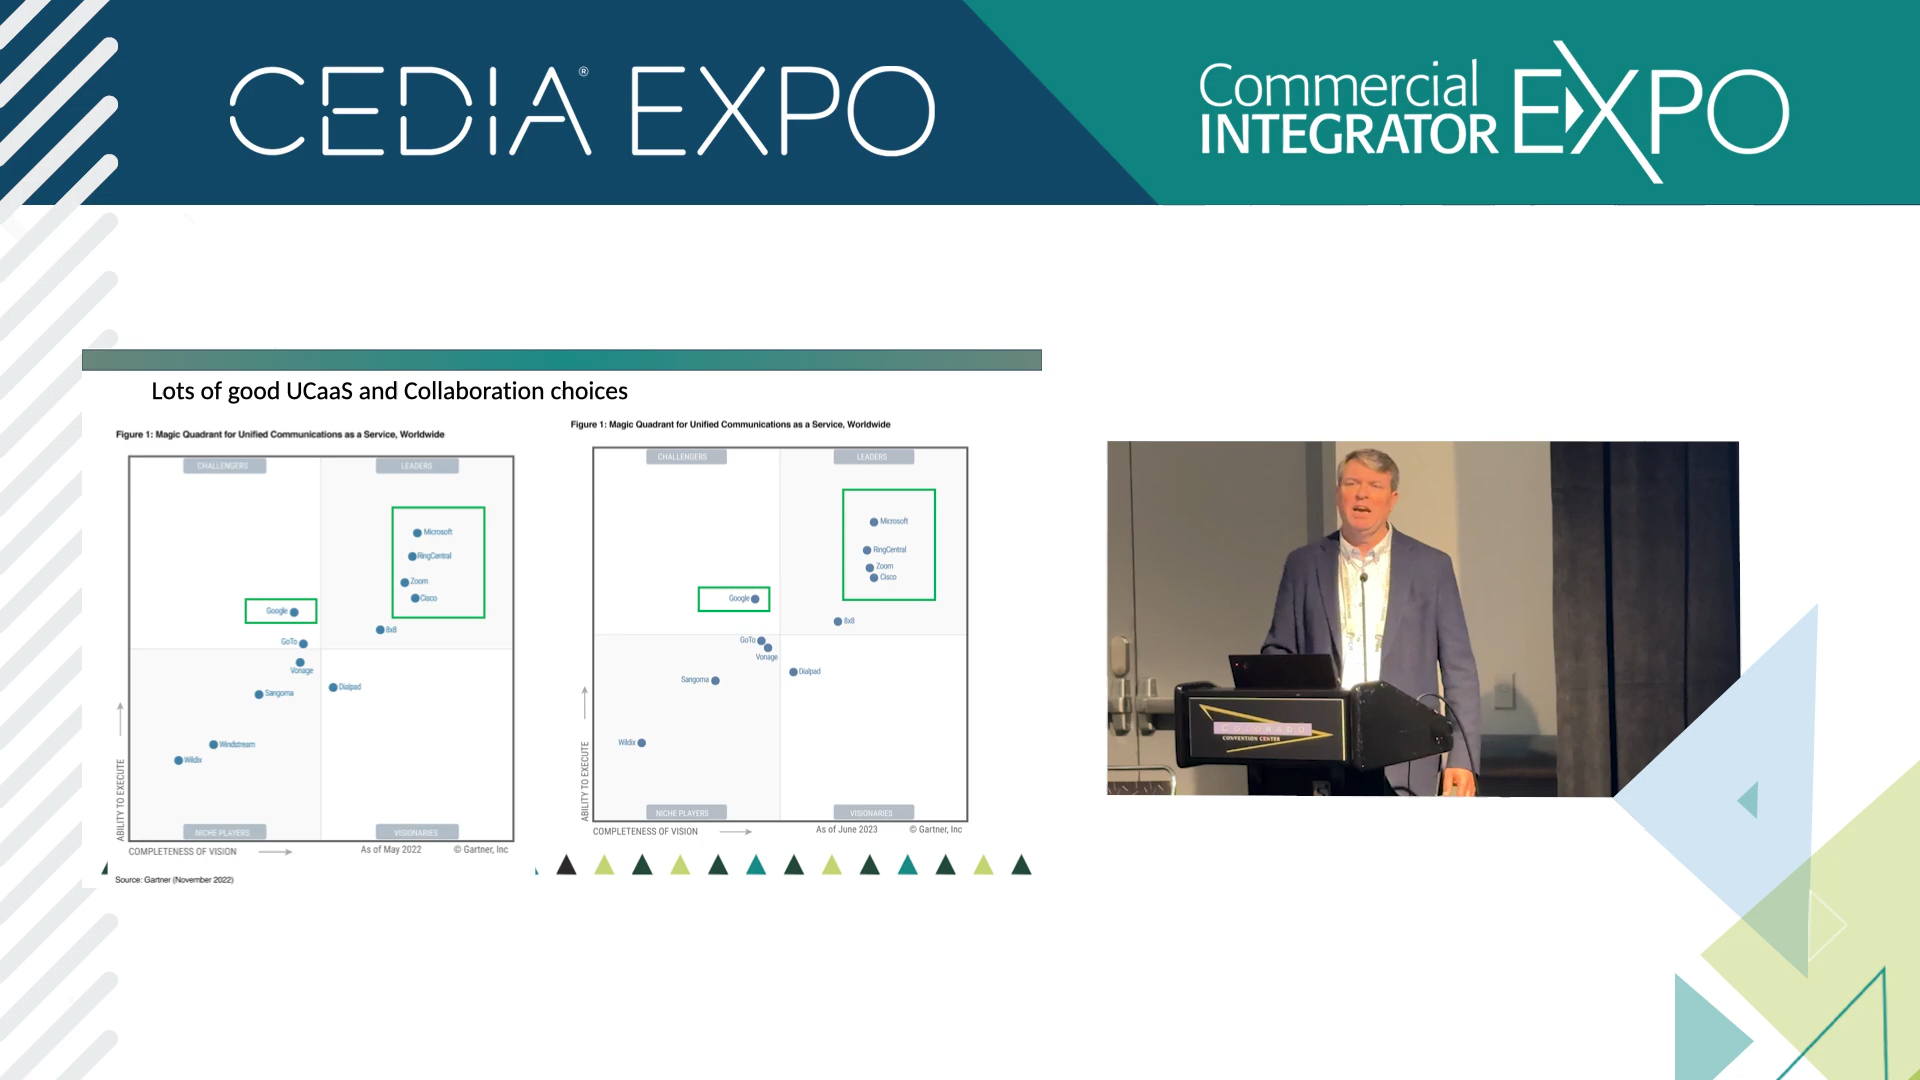 CEDIA® EXPO
Commercial
INTEGRATOR EXPO
Lots of good UCaaS and Collaboration choices
Figure 1: Magic Quadrant for Unified Communications as a Service, Worldwide
CHALLENGERS
LEADERS
Microsoft
RingCentral
Zoom
Cisco
Google
8x8
GoTo
Vonage
Dialpad
Sangoma
Windstream
Wildix
NICHE PLAYERS
VISIONARIES
ABILITY TO EXECUTE
COMPLETENESS OF VISION
As of May 2022
© Gartner, Inc
Source: Gartner (November 2022)
Figure 1: Magic Quadrant for Unified Communications as a Service, Worldwide
CHALLENGERS
LEADERS
Microsoft
RingCentral
Zoom
Cisco
Google
8x8
GoTo
Vonage
Dialpad
Sangoma
Wildix
NICHE PLAYERS
VISIONARIES
ABILITY TO EXECUTE
COMPLETENESS OF VISION
As of June 2023
© Gartner, Inc
COLORADO
CONVENTION CENTER